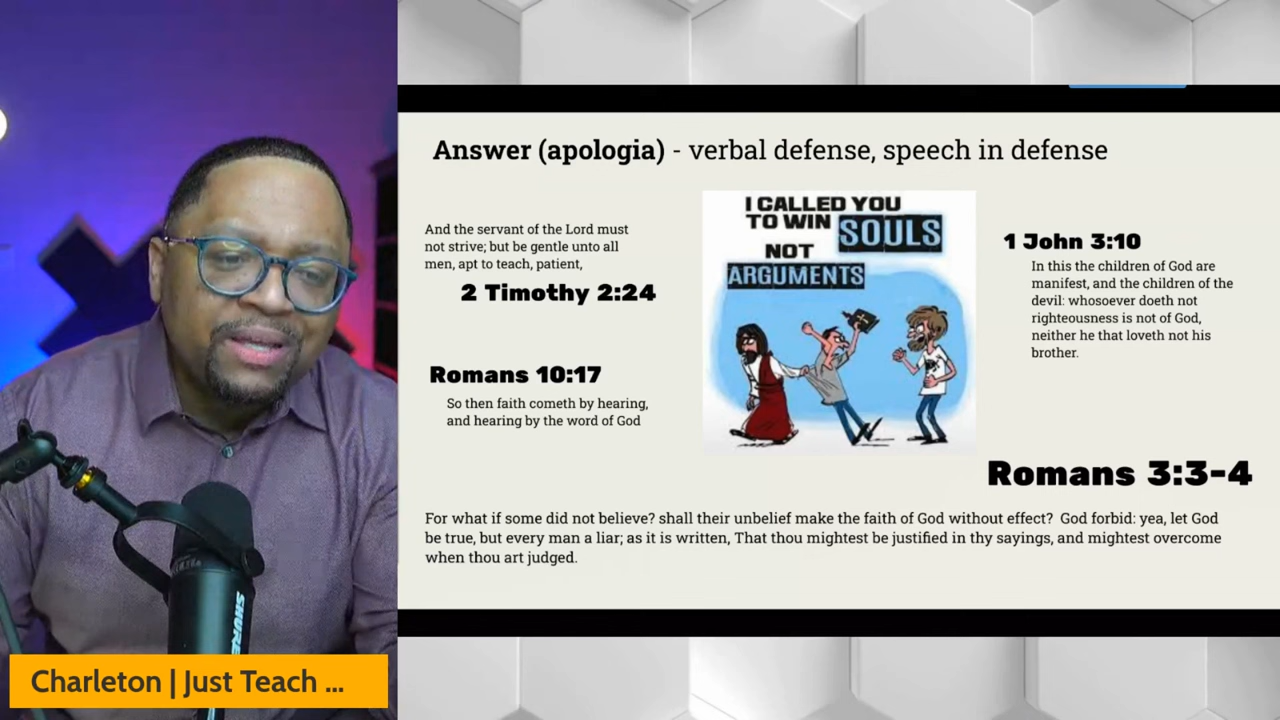 Answer (apologia) - verbal defense, speech in defense
And the servant of the Lord must
not strive; but be gentle unto all
men, apt to teach, patient,
2 Timothy 2:24
Romans 10:17
So then faith cometh by hearing,
and hearing by the word of God
I CALLED YOU
TO WIN SOULS
NOT
ARGUMENTS
1 John 3:10
In this the children of God are
manifest, and the children of the
devil: whosoever doeth not
righteousness is not of God,
neither he that loveth not his
brother.
Romans 3:3-4
For what if some did not believe? shall their unbelief make the faith of God without effect?  God forbid: yea, let God
be true, but every man a liar; as it is written, That thou mightest be justified in thy sayings, and mightest overcome
when thou art judged.
SHURE
Charleton | Just Teach ...